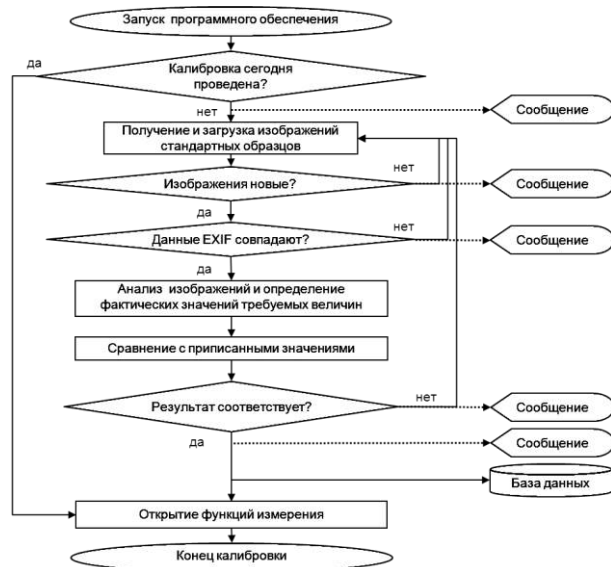 Запуск программного обеспечения
да
Калибровка сегодня
проведена?
нет
Сообщение
Получение и загрузка изображений
стандартных образцов
нет
Изображения новые?
Сообщение
да
нет
Данные EXIF совпадают?
Сообщение
да
Анализ изображений и определение
фактических значений требуемых величин
Сравнение с приписанными значениями
Результат соответствует?
нет
Сообщение
да
Сообщение
База данных
Открытие функций измерения
Конец калибровки